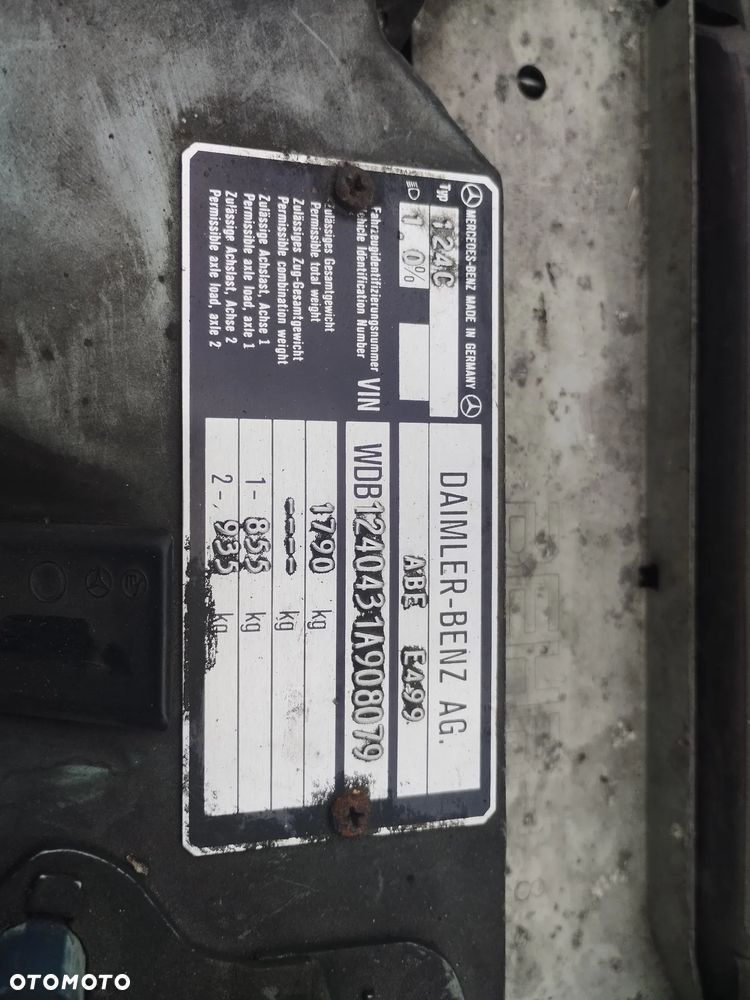 MERCEDES-BENZ MADE IN GERMANY
Typ 124C
DAIMLER-BENZ AG.
1.0%
ABE E499
Fahrzeugidentifizierungsnummer
Vehicle Identification Number VIN WDB1240431A908079
Zulässiges Gesamtgewicht
Permissible total weight
1790 kg
Zulässiges Zug-Gesamtgewicht
Permissible combination weight
---- kg
Zulässige Achslast, Achse 1
Permissible axle load, axle 1
1- 855 kg
Zulässige Achslast, Achse 2
Permissible axle load, axle 2
2- 935 kg
OTOMOTO